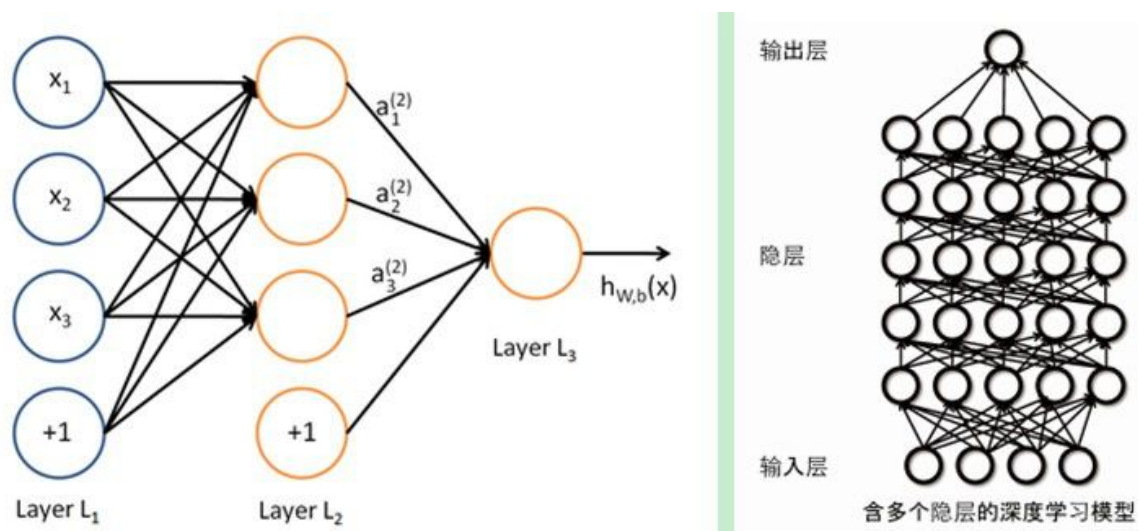 x₁
x₂
x₃
+1
Layer L₁
+1
Layer L₂
a₁⁽²⁾
a₂⁽²⁾
a₃⁽²⁾
Layer L₃
h_{W,b}(x)
输出层
隐层
输入层
含多个隐层的深度学习模型